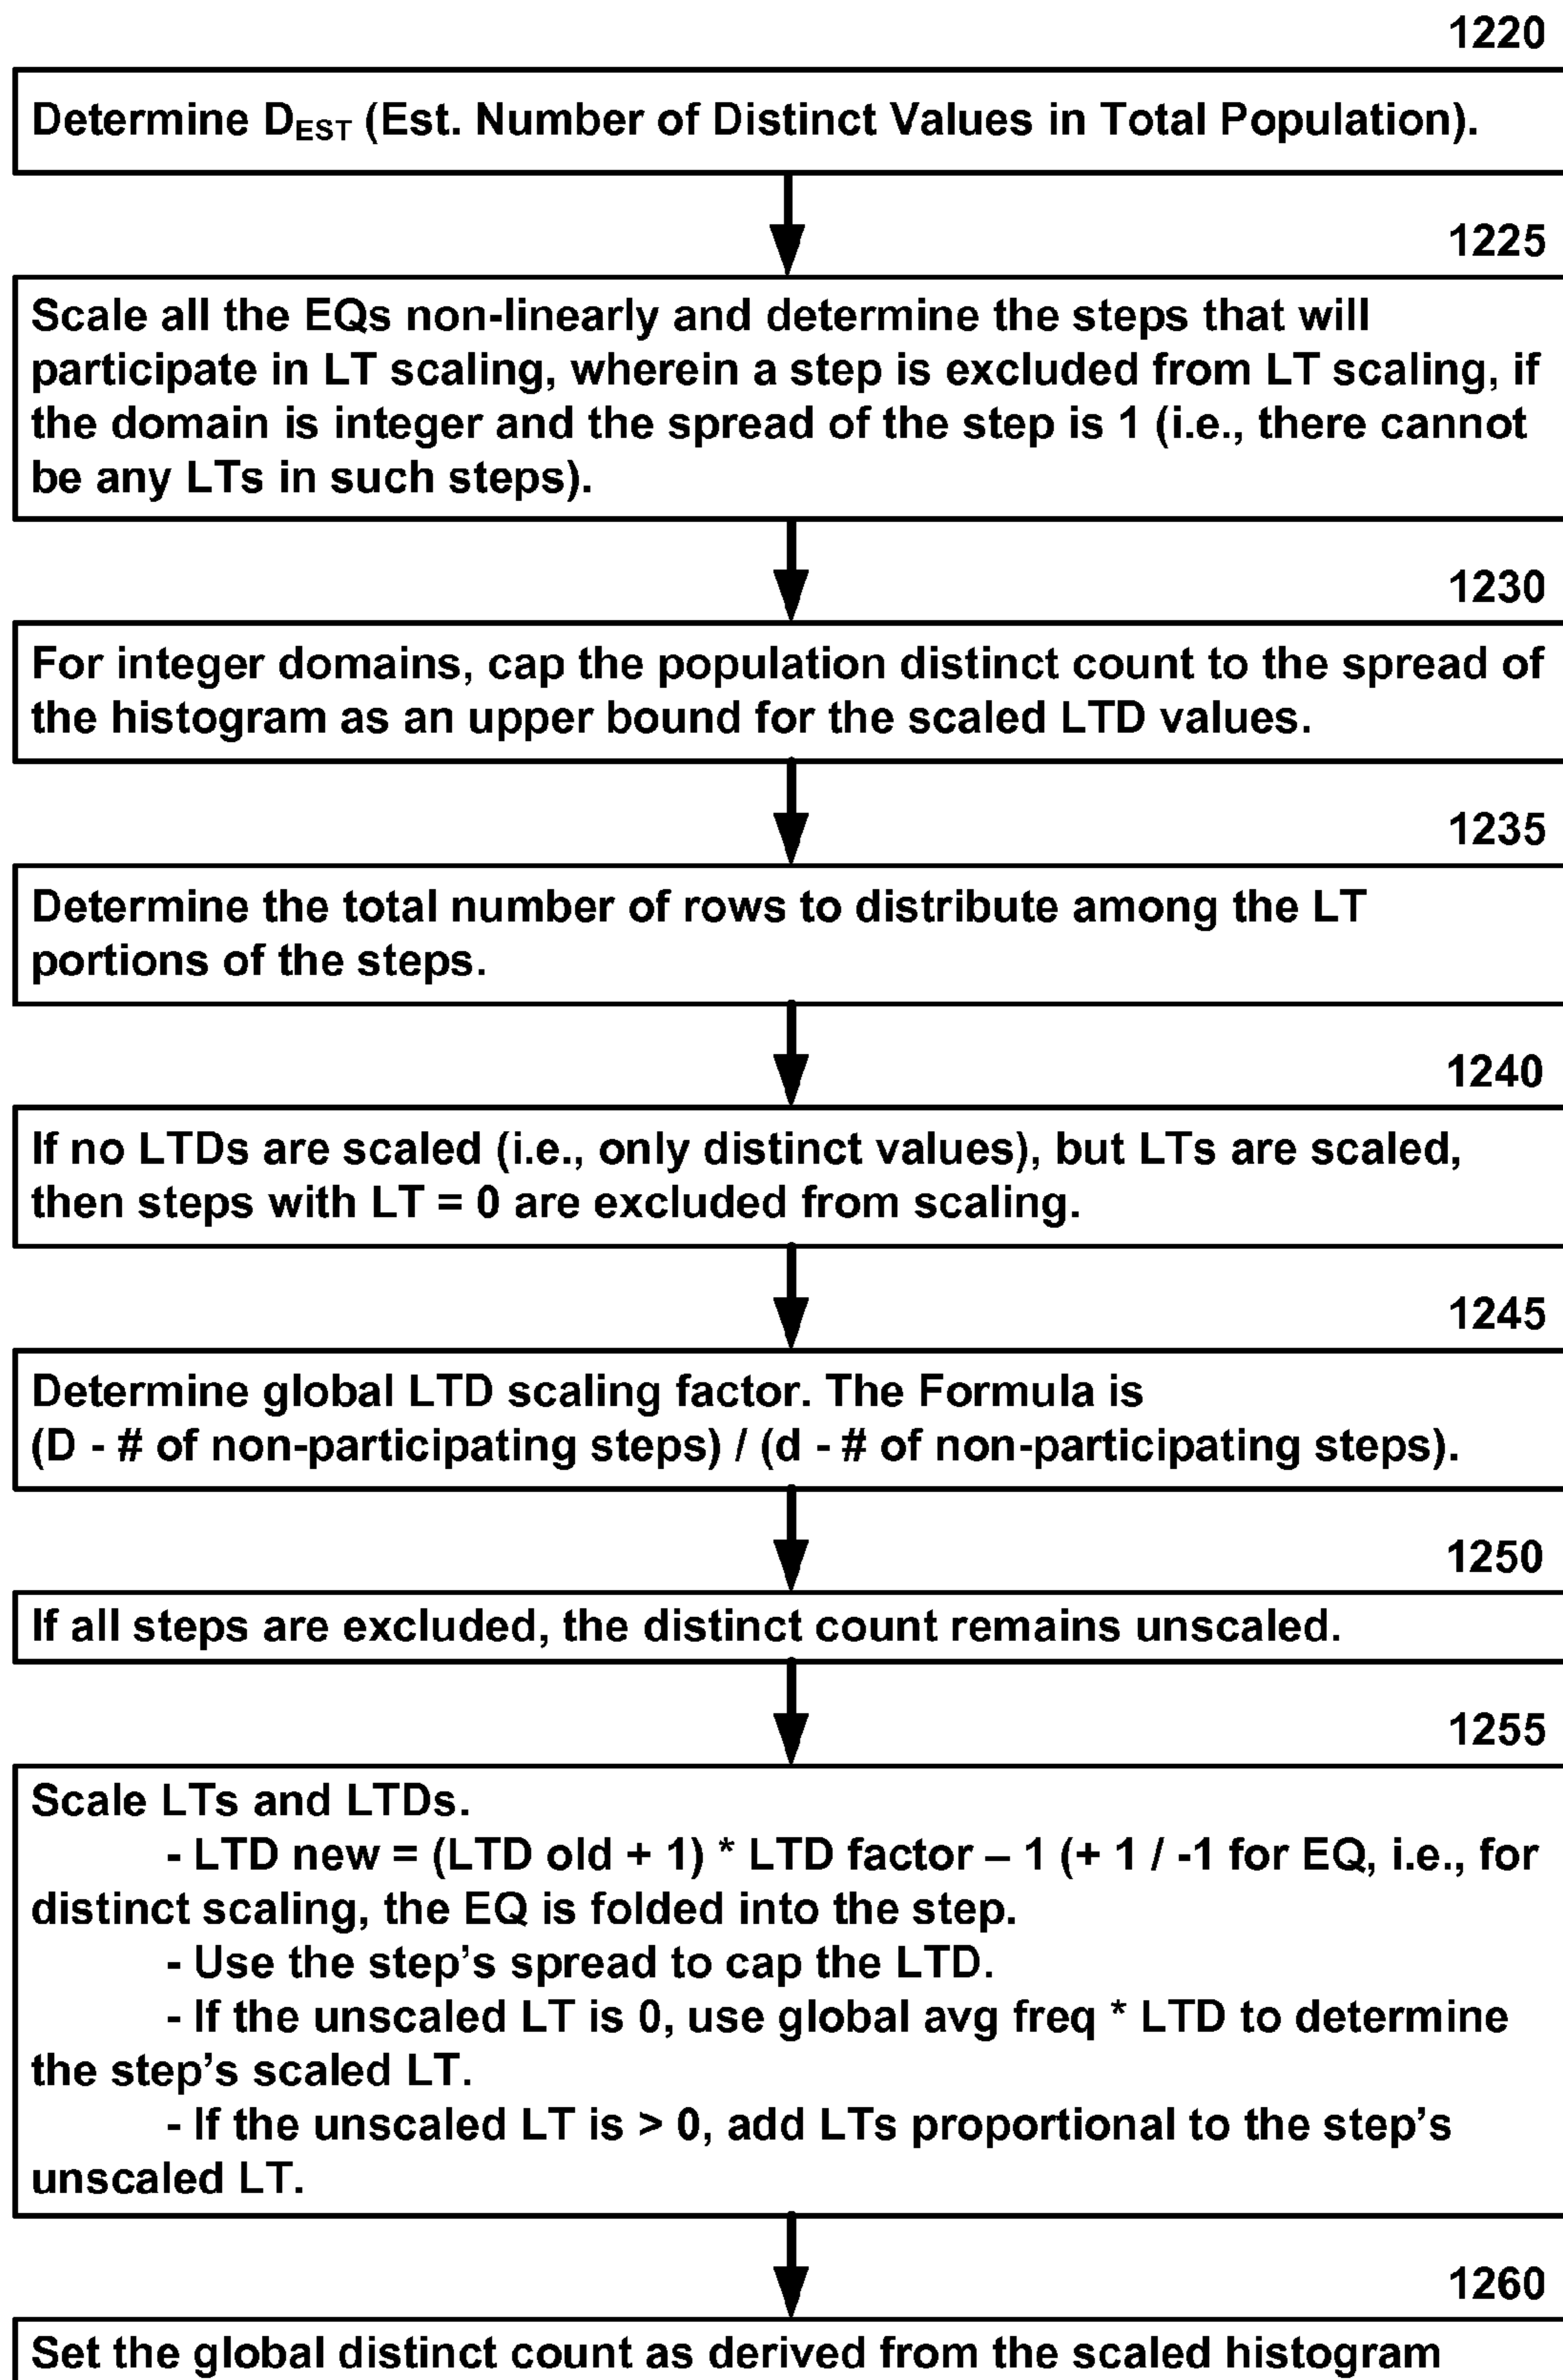 1220
Determine DEST (Est. Number of Distinct Values in Total Population).
1225
Scale all the EQs non-linearly and determine the steps that will
participate in LT scaling, wherein a step is excluded from LT scaling, if
the domain is integer and the spread of the step is 1 (i.e., there cannot
be any LTs in such steps).
1230
For integer domains, cap the population distinct count to the spread of
the histogram as an upper bound for the scaled LTD values.
1235
Determine the total number of rows to distribute among the LT
portions of the steps.
1240
If no LTDs are scaled (i.e., only distinct values), but LTs are scaled,
then steps with LT = 0 are excluded from scaling.
1245
Determine global LTD scaling factor. The Formula is
(D - # of non-participating steps) / (d - # of non-participating steps).
1250
If all steps are excluded, the distinct count remains unscaled.
1255
Scale LTs and LTDs.
- LTD new = (LTD old + 1) * LTD factor – 1 (+ 1 / -1 for EQ, i.e., for
distinct scaling, the EQ is folded into the step.
- Use the step’s spread to cap the LTD.
- If the unscaled LT is 0, use global avg freq * LTD to determine
the step’s scaled LT.
- If the unscaled LT is > 0, add LTs proportional to the step’s
unscaled LT.
1260
Set the global distinct count as derived from the scaled histogram